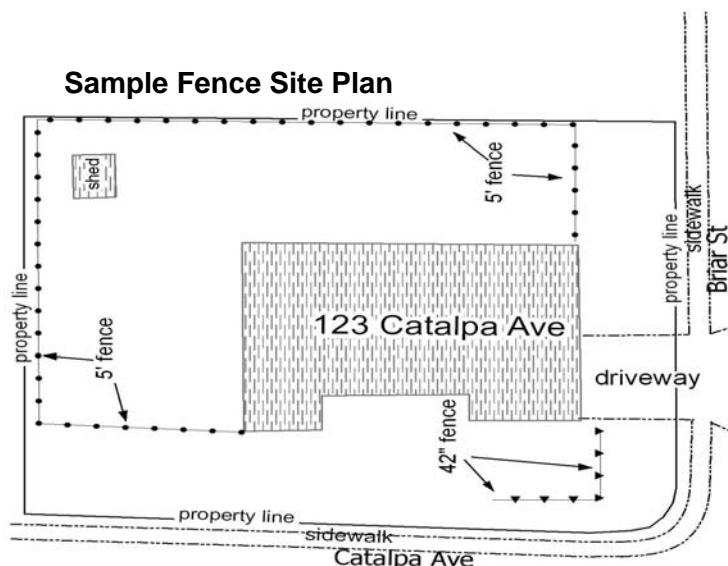 Sample Fence Site Plan
property line
shed
5' fence
property line
sidewalk
Briar St
property line
123 Catalpa Ave
5' fence
driveway
42" fence
property line
sidewalk
Catalpa Ave